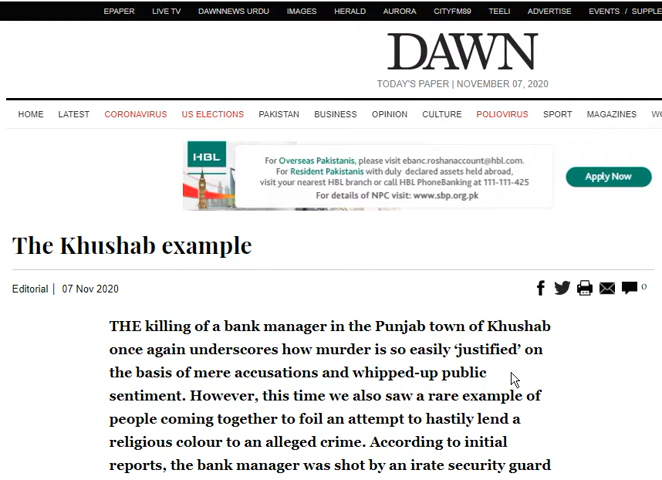 EPAPER LIVE TV DAWNNEWS URDU IMAGES HERALD AURORA CITYFM89 TEELI ADVERTISE EVENTS / SUPPLE
DAWN
TODAY'S PAPER | NOVEMBER 07, 2020
HOME LATEST CORONAVIRUS US ELECTIONS PAKISTAN BUSINESS OPINION CULTURE POLIOVIRUS SPORT MAGAZINES WO
HBL
For Overseas Pakistanis, please visit ebanc.roshanaccount@hbl.com.
For Resident Pakistanis with duly declared assets held abroad,
visit your nearest HBL branch or call HBL PhoneBanking at 111-111-425
For details of NPC visit: www.sbp.org.pk
Apply Now
The Khushab example
Editorial | 07 Nov 2020
0
THE killing of a bank manager in the Punjab town of Khushab
once again underscores how murder is so easily ‘justified’ on
the basis of mere accusations and whipped-up public
sentiment. However, this time we also saw a rare example of
people coming together to foil an attempt to hastily lend a
religious colour to an alleged crime. According to initial
reports, the bank manager was shot by an irate security guard